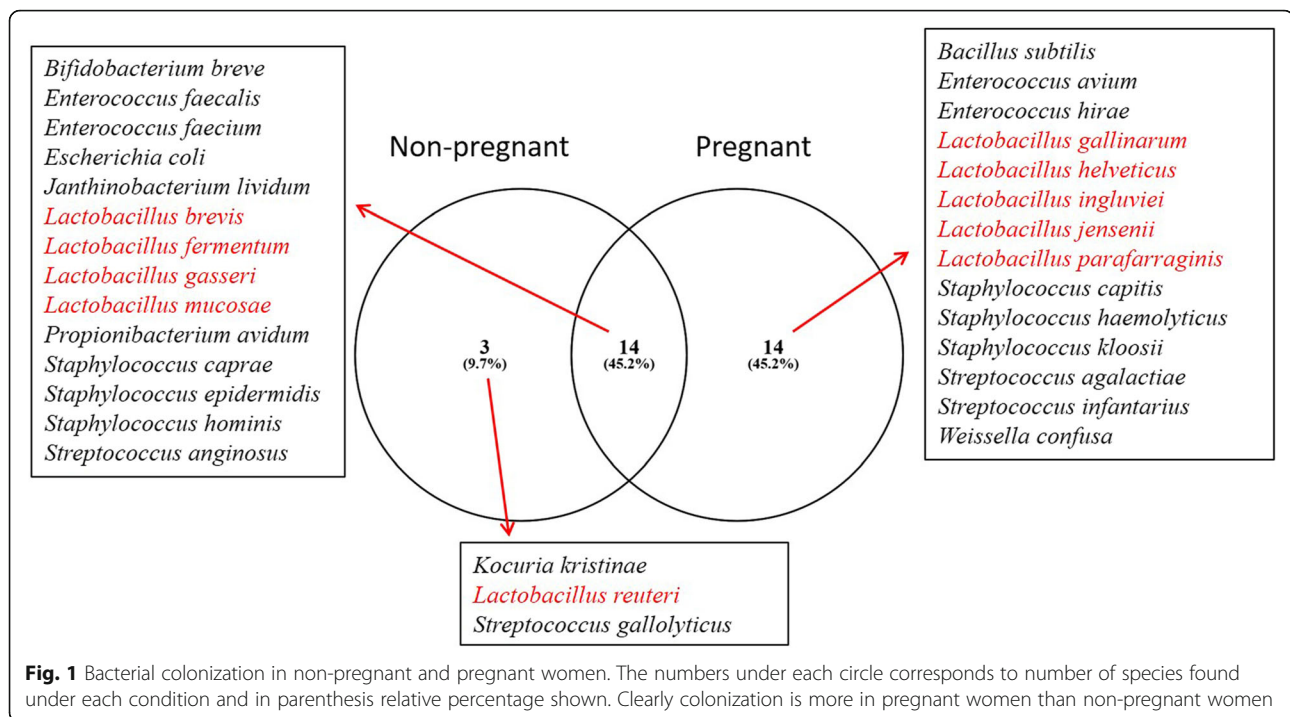 Bifidobacterium breve
Enterococcus faecalis
Enterococcus faecium
Escherichia coli
Janthinobacterium lividum
Lactobacillus brevis
Lactobacillus fermentum
Lactobacillus gasseri
Lactobacillus mucosae
Propionibacterium avidum
Staphylococcus caprae
Staphylococcus epidermidis
Staphylococcus hominis
Streptococcus anginosus
Non-pregnant
Pregnant
3
(9.7%)
14
(45.2%)
14
(45.2%)
Bacillus subtilis
Enterococcus avium
Enterococcus hirae
Lactobacillus gallinarum
Lactobacillus helveticus
Lactobacillus ingluviei
Lactobacillus jensenii
Lactobacillus parafarraginis
Staphylococcus capitis
Staphylococcus haemolyticus
Staphylococcus kloosii
Streptococcus agalactiae
Streptococcus infantarius
Weissella confusa
Kocuria kristinae
Lactobacillus reuteri
Streptococcus gallolyticus
Fig. 1 Bacterial colonization in non-pregnant and pregnant women. The numbers under each circle corresponds to number of species found
under each condition and in parenthesis relative percentage shown. Clearly colonization is more in pregnant women than non-pregnant women